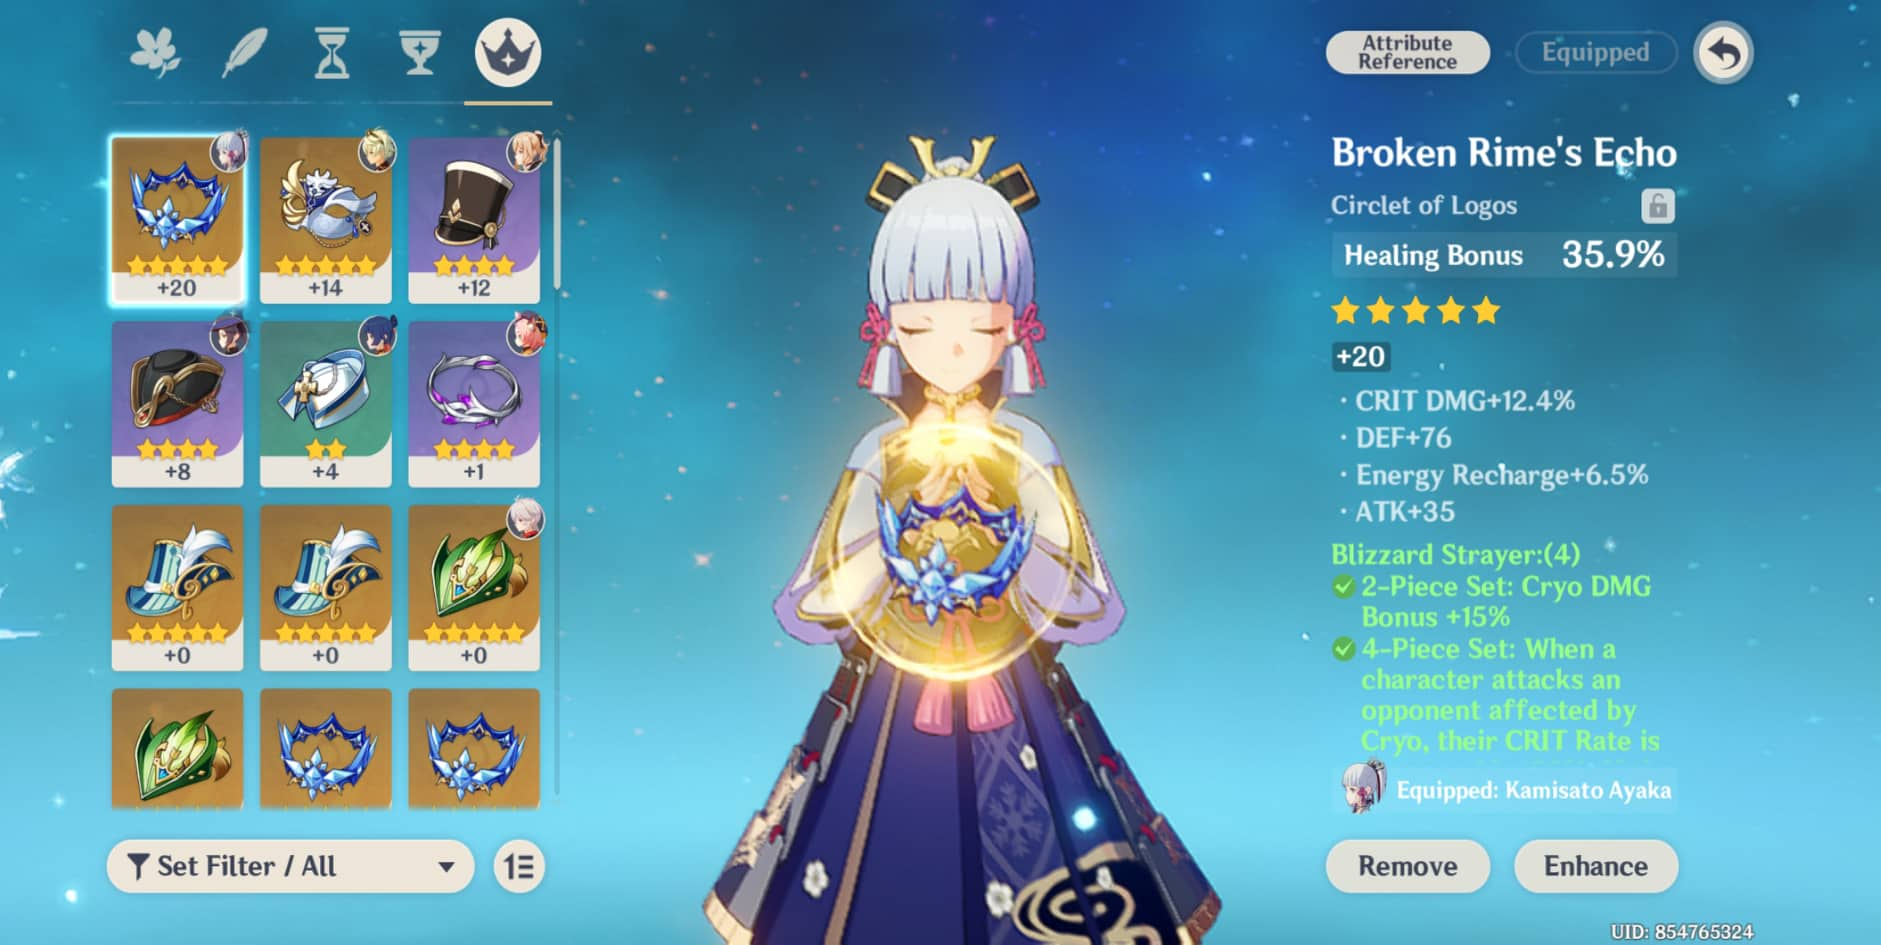 Attribute
Reference
Equipped
Broken Rime's Echo
Circlet of Logos
Healing Bonus 35.9%
+20
· CRIT DMG+12.4%
· DEF+76
· Energy Recharge+6.5%
· ATK+35
Blizzard Strayer:(4)
2-Piece Set: Cryo DMG
Bonus +15%
4-Piece Set: When a
character attacks an
opponent affected by
Cryo, their CRIT Rate is
Equipped: Kamisato Ayaka
Remove
Enhance
UID: 854765324
+20
+14
+12
+8
+4
+1
+0
+0
+0
Set Filter / All